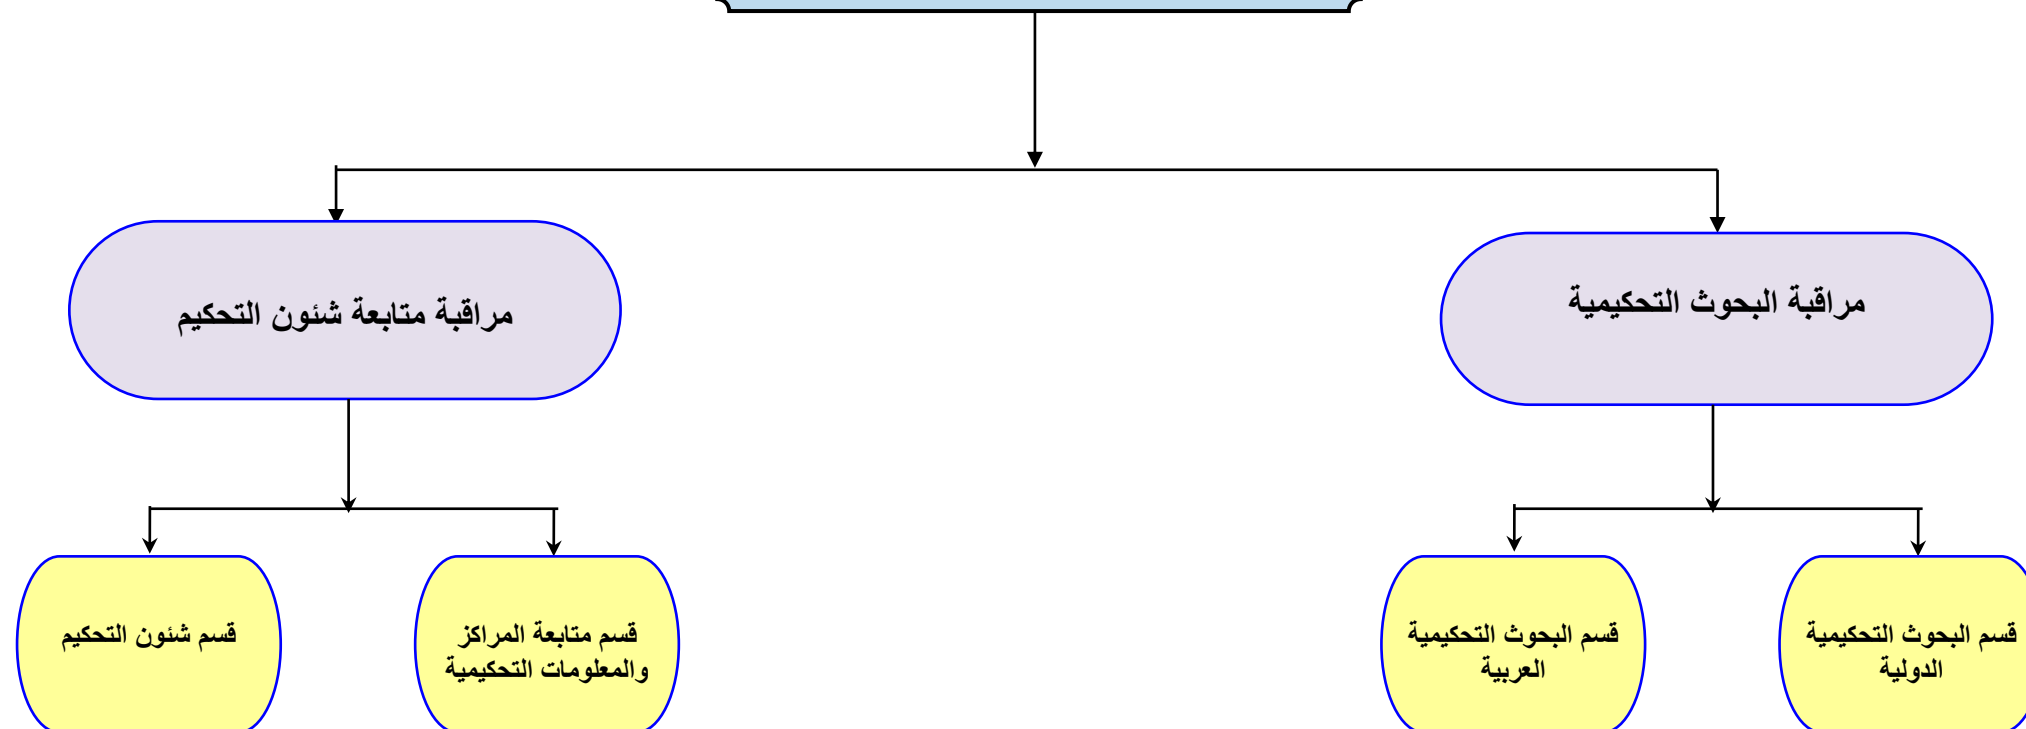 مراقبة البحوث التحكيمية
مراقبة متابعة شئون التحكيم
قسم البحوث التحكيمية
الدولية
قسم البحوث التحكيمية
العربية
قسم متابعة المراكز
والمعلومات التحكيمية
قسم شئون التحكيم